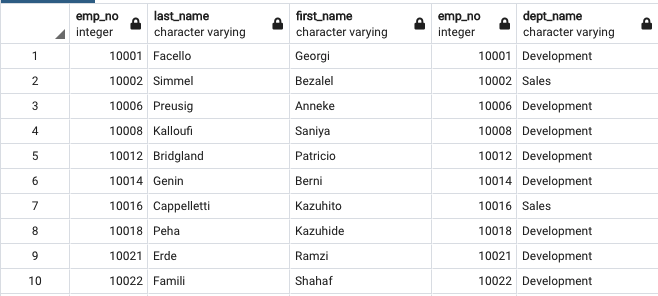 emp_no last_name first_name emp_no dept_name
integer character varying character varying integer character varying
1 10001 Facello Georgi 10001 Development
2 10002 Simmel Bezalel 10002 Sales
3 10006 Preusig Anneke 10006 Development
4 10008 Kalloufi Saniya 10008 Development
5 10012 Bridgland Patricio 10012 Development
6 10014 Genin Berni 10014 Development
7 10016 Cappelletti Kazuhito 10016 Sales
8 10018 Peha Kazuhide 10018 Development
9 10021 Erde Ramzi 10021 Development
10 10022 Famili Shahaf 10022 Development